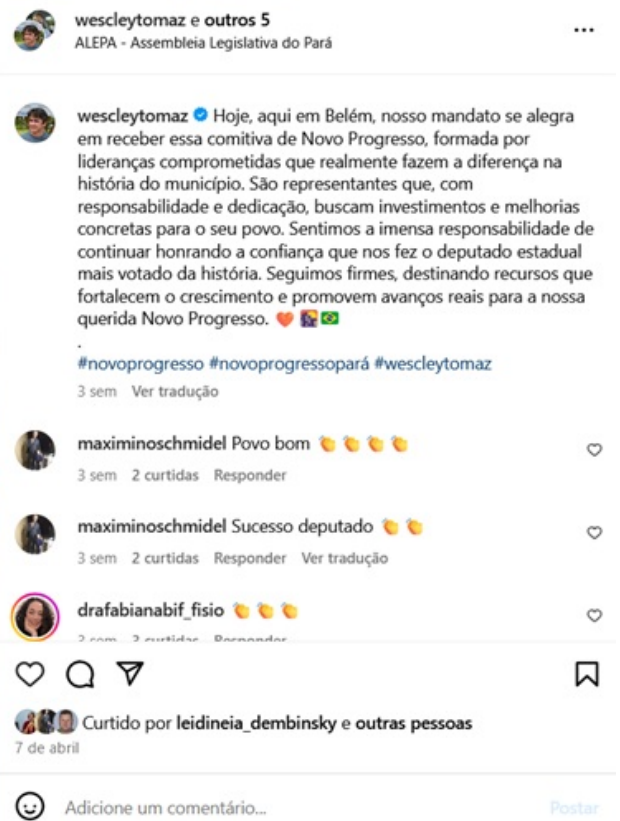 wescleytomaz e outros 5
ALEPA - Assembleia Legislativa do Pará
wescleytomaz Hoje, aqui em Belém, nosso mandato se alegra
em receber essa comitiva de Novo Progresso, formada por
lideranças comprometidas que realmente fazem a diferença na
história do município. São representantes que, com
responsabilidade e dedicação, buscam investimentos e melhorias
concretas para o seu povo. Sentimos a imensa responsabilidade de
continuar honrando a confiança que nos fez o deputado estadual
mais votado da história. Seguimos firmes, destinando recursos que
fortalecem o crescimento e promovem avanços reais para a nossa
querida Novo Progresso.
.
#novoprogresso #novoprogressopará #wescleytomaz
3 sem Ver tradução
maximinoschmidel Povo bom 👏 👏 👏 👏
3 sem 2 curtidas Responder
maximinoschmidel Sucesso deputado 👏 👏
3 sem 2 curtidas Responder Ver tradução
drafabianabif_fisio 👏 👏 👏
3 sem curtidas Responder
Curtido por leidineia_dembinsky e outras pessoas
7 de abril
Adicione um comentário...
Postar